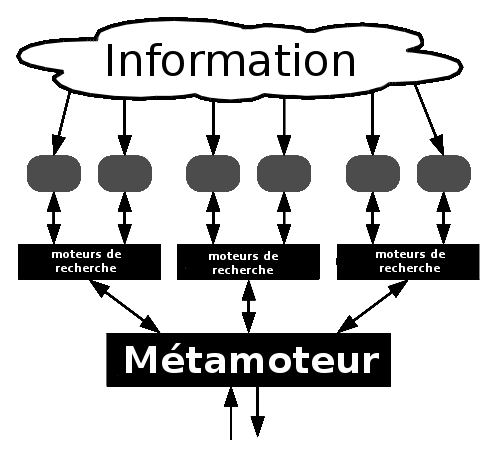 Information
moteurs de
recherche
moteurs de
recherche
moteurs de
recherche
Métamoteur